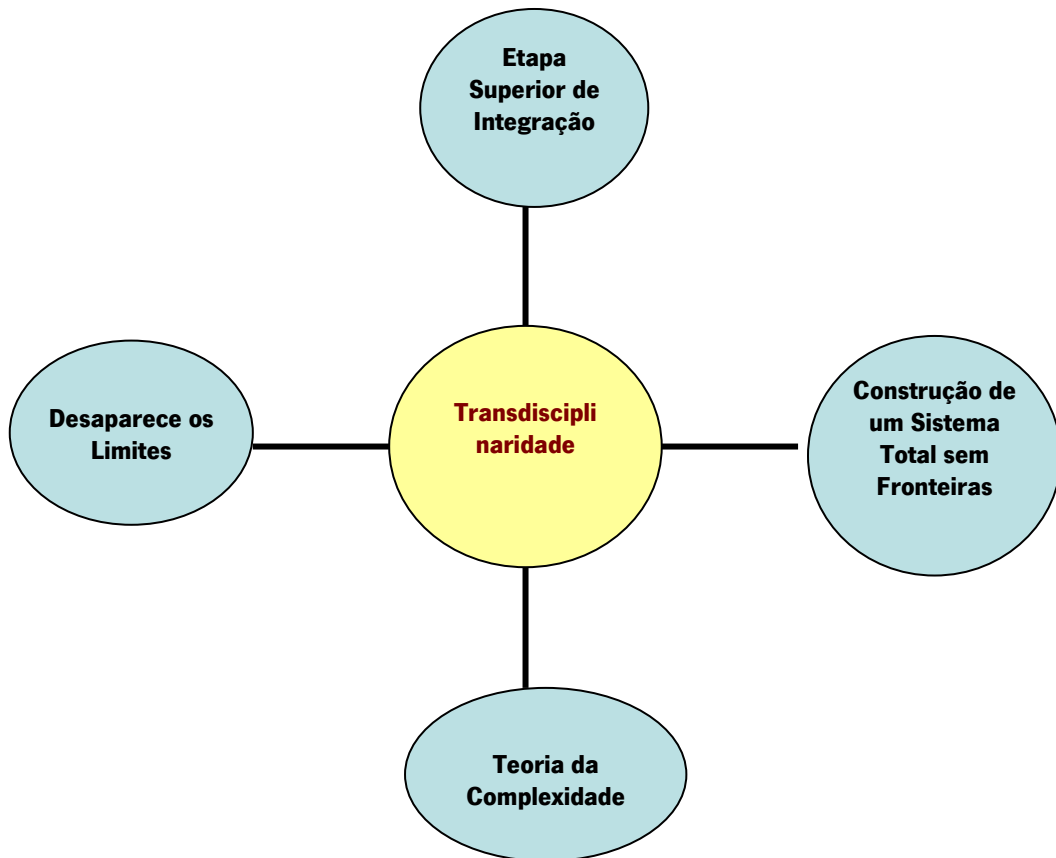 Etapa
Superior de
Integração
Desaparece os
Limites
Transdiscipli
naridade
Construção de
um Sistema
Total sem
Fronteiras
Teoria da
Complexidade